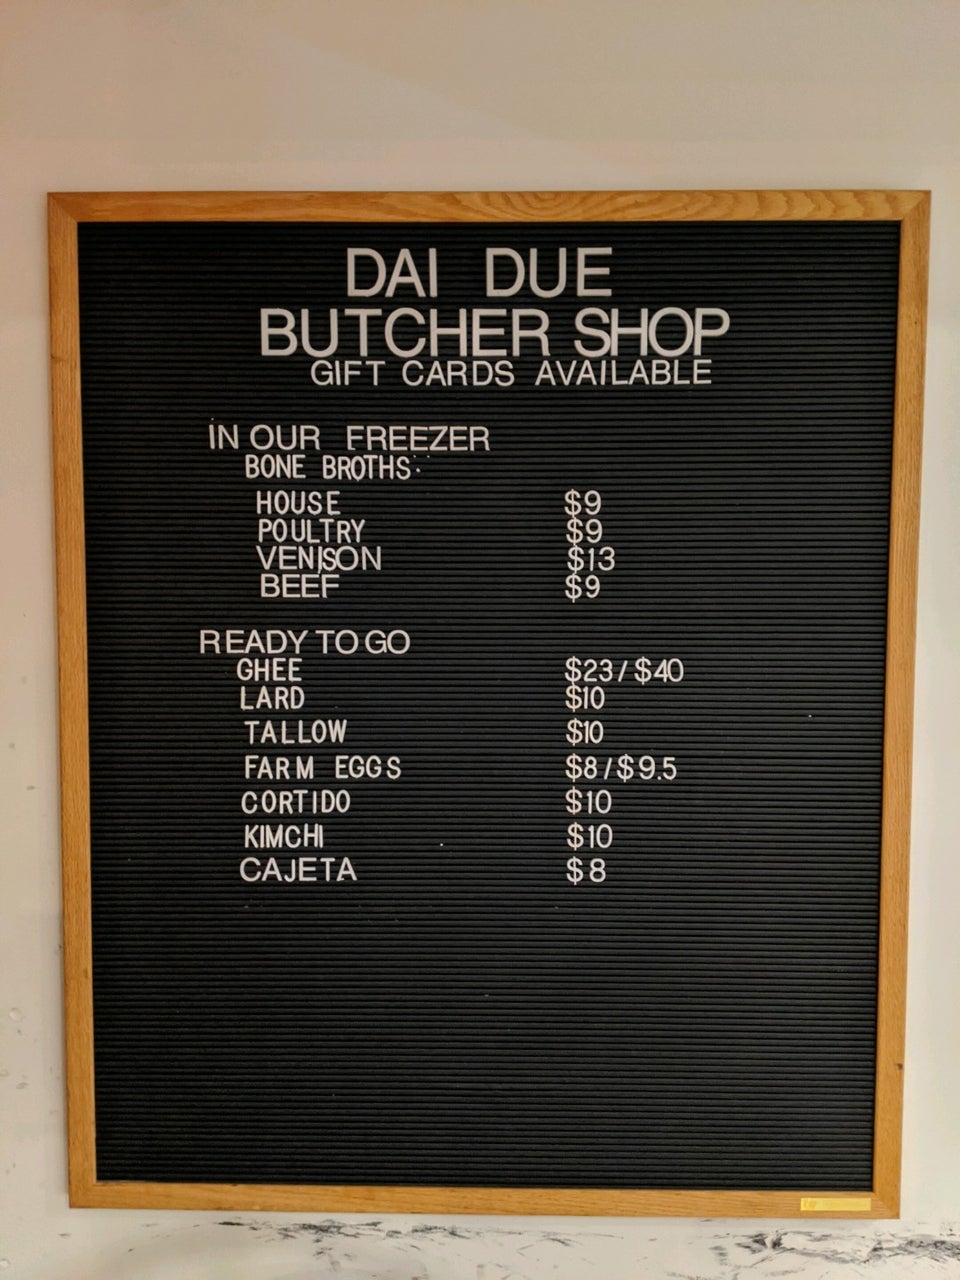 DAI DUE
BUTCHER SHOP
GIFT CARDS AVAILABLE
IN OUR FREEZER
BONE BROTHS:
HOUSE $9
POULTRY $9
VENISON $13
BEEF $9
READY TO GO
GHEE $23/$40
LARD $10
TALLOW $10
FARM EGGS $8/$9.5
CORTIDO $10
KIMCHI $10
CAJETA $8